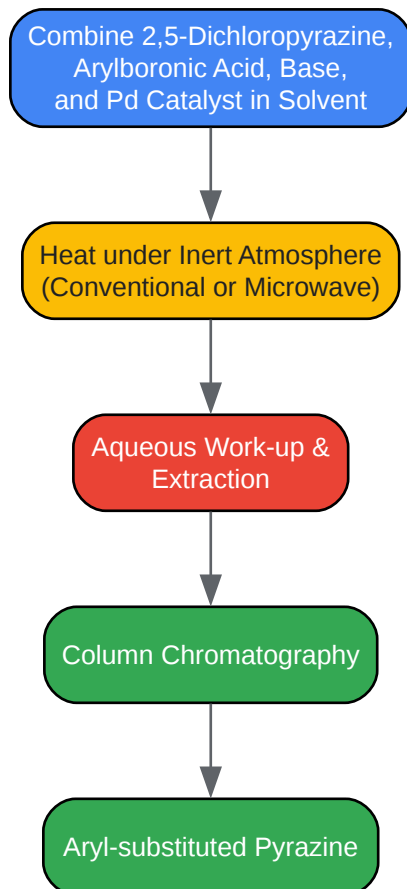 Combine 2,5-Dichloropyrazine,
Arylboronic Acid, Base,
and Pd Catalyst in Solvent
Heat under Inert Atmosphere
(Conventional or Microwave)
Aqueous Work-up &
Extraction
Column Chromatography
Aryl-substituted Pyrazine